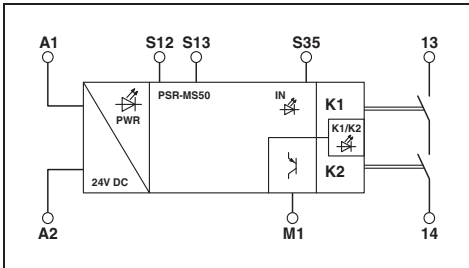 A1 S12 S13 S35 13
PSR-MS50 IN K1
PWR K1/K2
24V DC K2
A2 M1 14